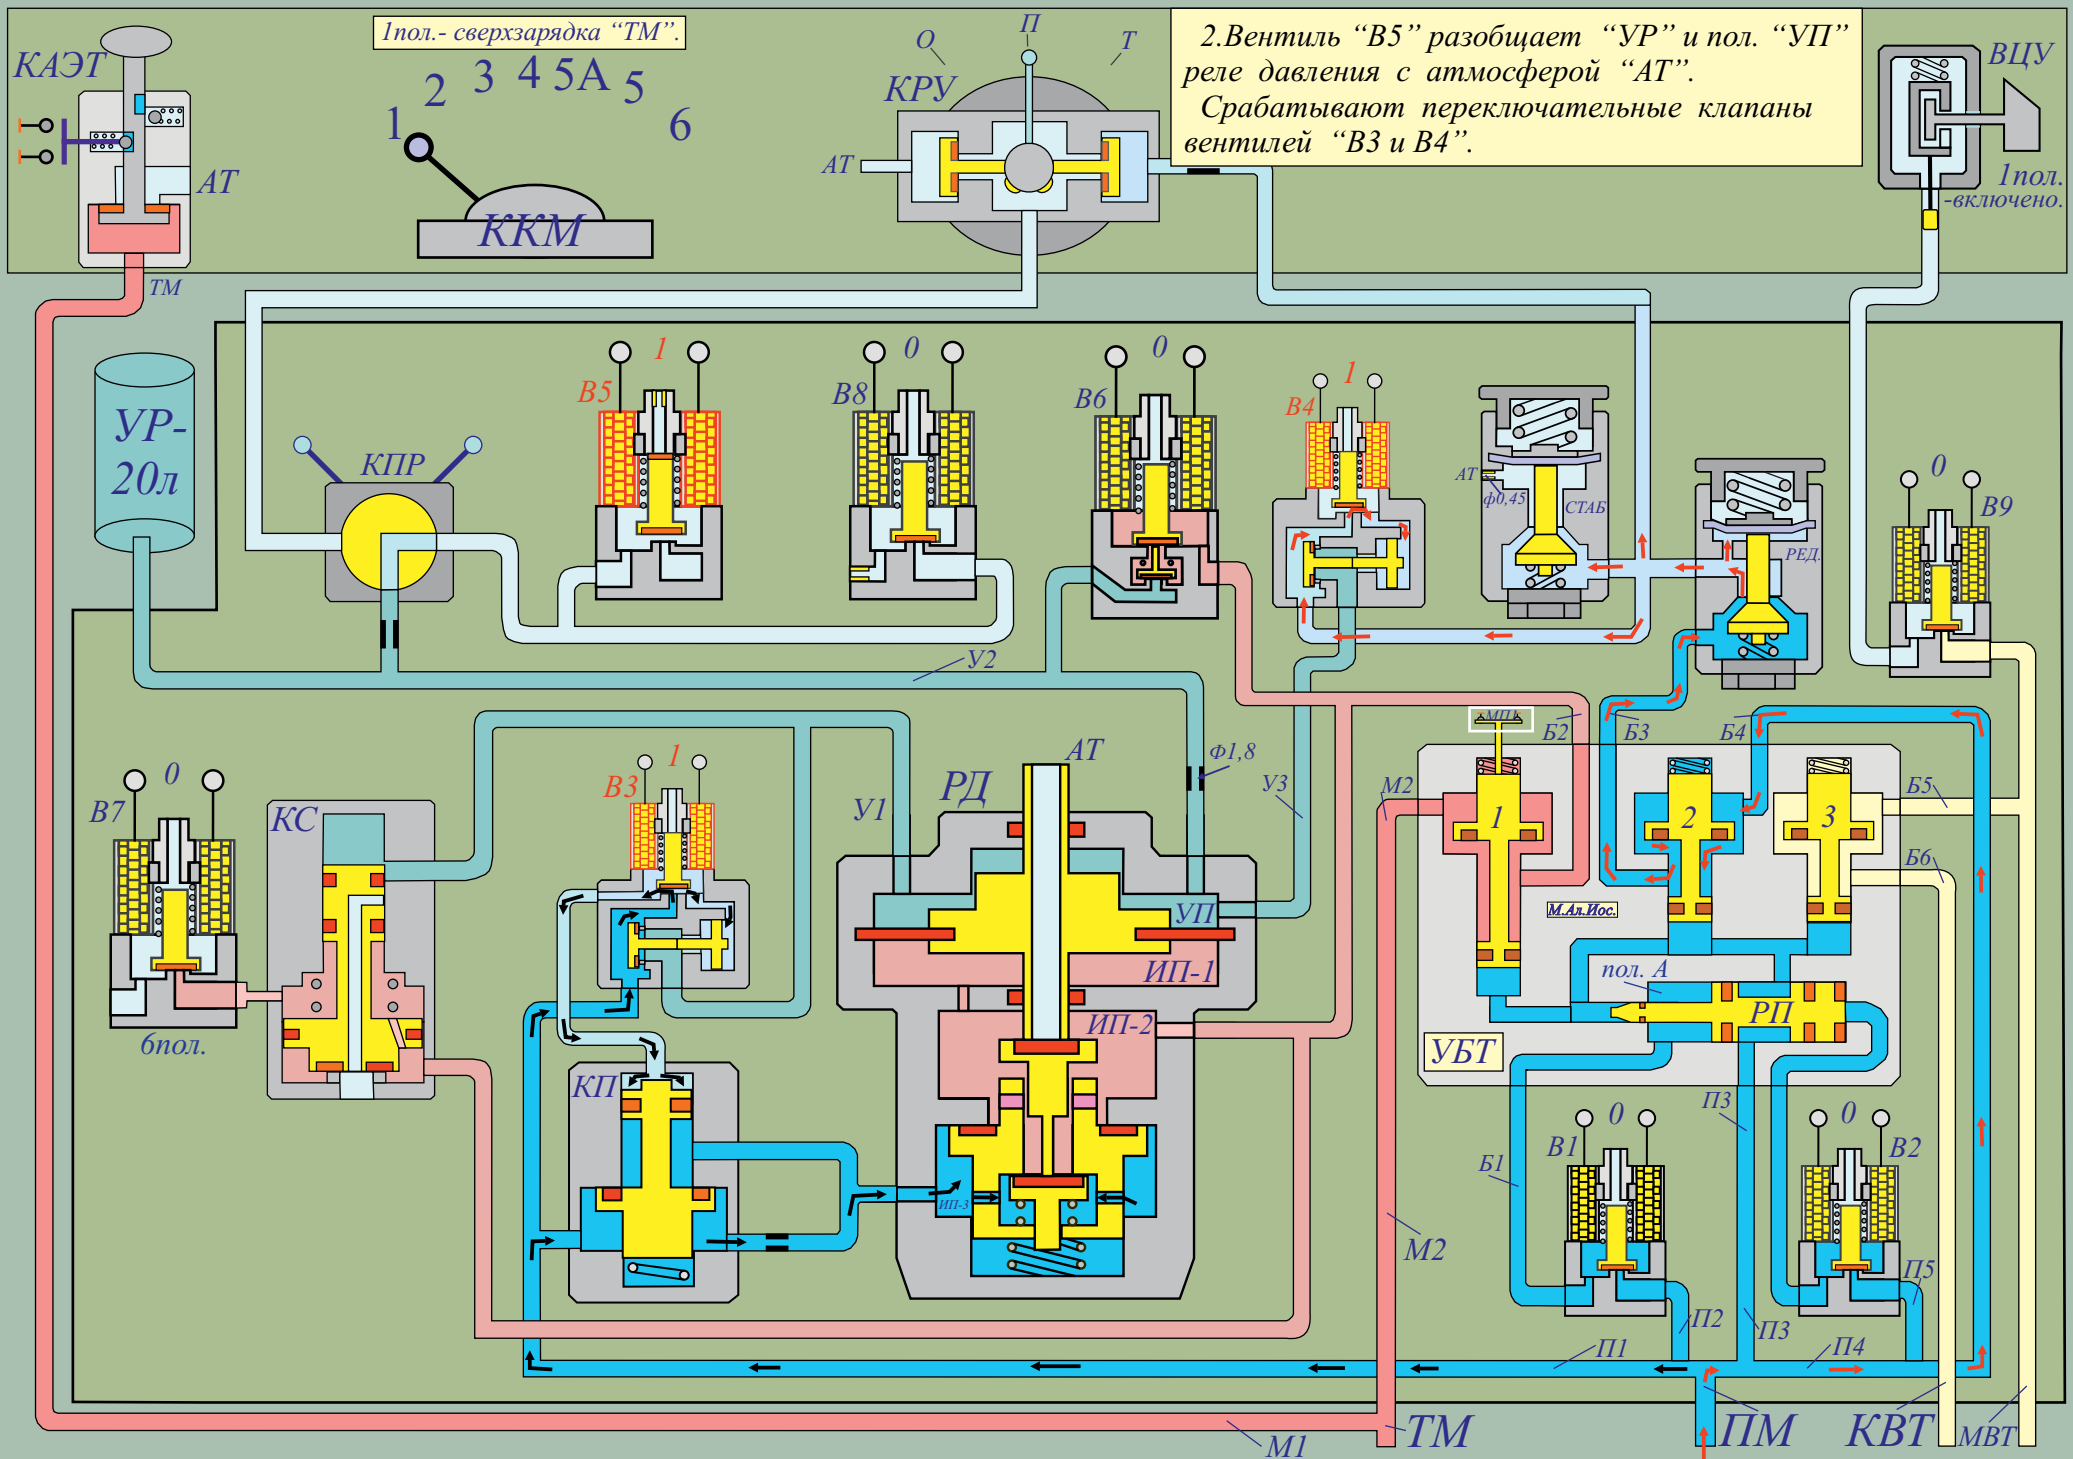 КАЭТ
АТ
ТМ
1пол.- сверхзарядка “ТМ”.
1
2
3
4
5А
5
6
ККМ
О
П
Т
КРУ
АТ
2.Вентиль “В5” разобщает “УР” и пол. “УП”
реле давления с атмосферой “АТ”.
Срабатывают переключательные клапаны
вентилей “В3 и В4”.
ВЦУ
1пол.
-включено.
УР-
20л
КПР
1
В5
0
В8
0
В6
1
В4
АТ
ф0,45
СТАБ
РЕД.
0
В9
У2
0
В7
6пол.
КС
1
В3
КП
У1
РД
АТ
Ф1,8
У3
УП
ИП-1
ИП-2
ИП-3
МПУ
Б2
Б3
Б4
М2
1
2
3
Б5
Б6
М.Ал.Иос.
пол. А
РП
УБТ
П3
0
В1
0
В2
Б1
М2
П2
П3
П5
П1
П4
М1
ТМ
ПМ
КВТ
МВТ